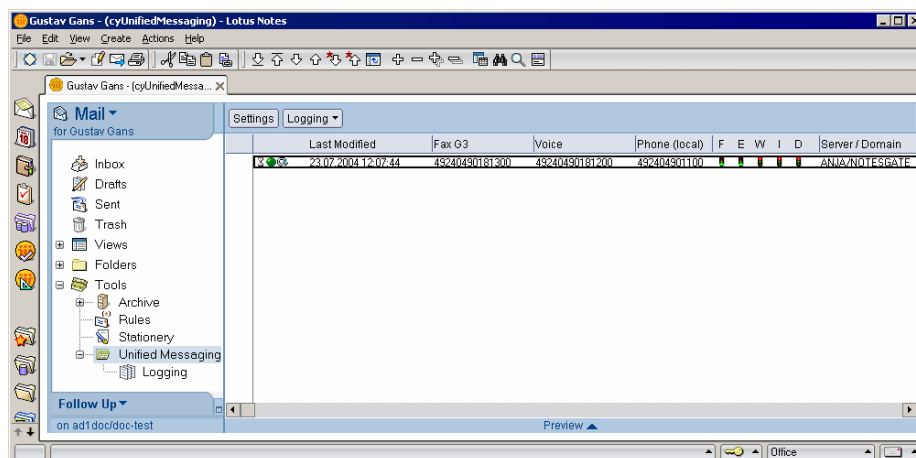 Gustav Gans - (cyUnifiedMessaging) - Lotus Notes
File Edit View Create Actions Help
Gustav Gans - (cyUnifiedMessa...
Mail
for Gustav Gans
Settings Logging
Last Modified Fax G3 Voice Phone (local) F E W I D Server / Domain
23.07.2004 12:07:44 49240490181300 49240490181200 492404901100 ANJA/NOTESGATE
Inbox
Drafts
Sent
Trash
Views
Folders
Tools
Archive
Rules
Stationery
Unified Messaging
Logging
Follow Up
on ad1doc/doc-test
Preview
Office